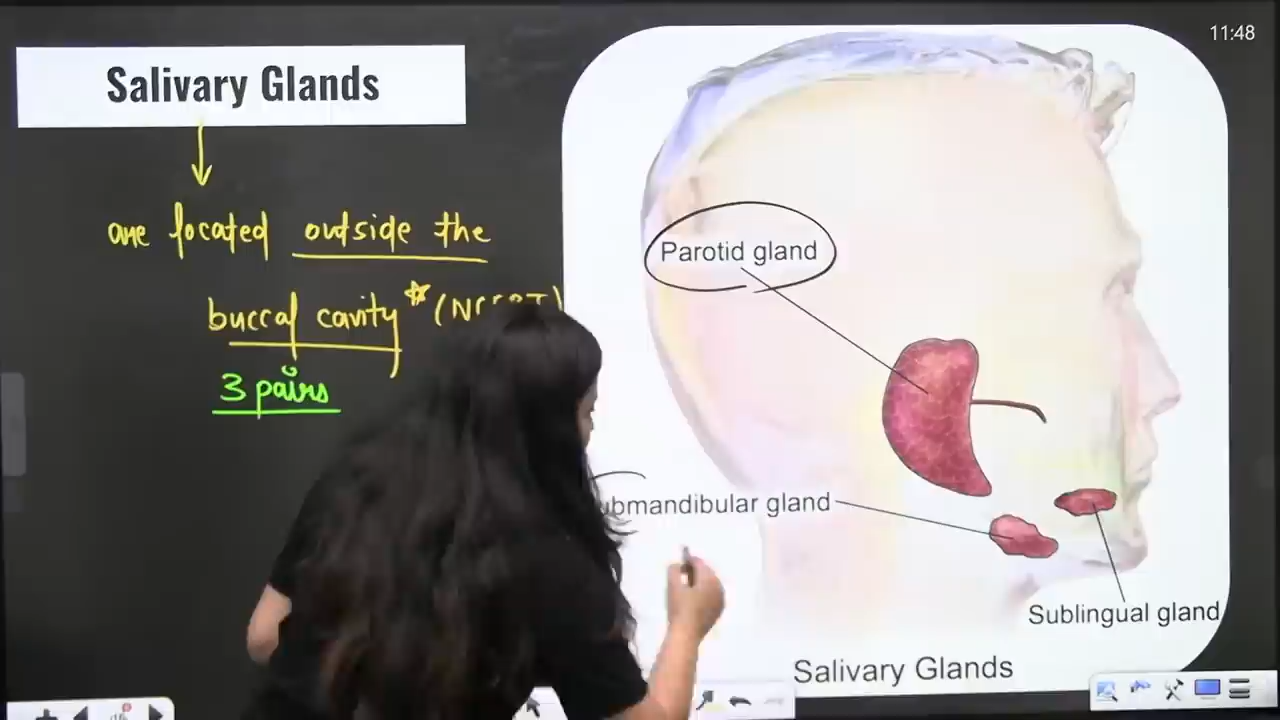 11:48
Salivary Glands
are located outside the
buccal cavity*
3 pairs
Parotid gland
gland
Sublingual gland
Salivary Glands